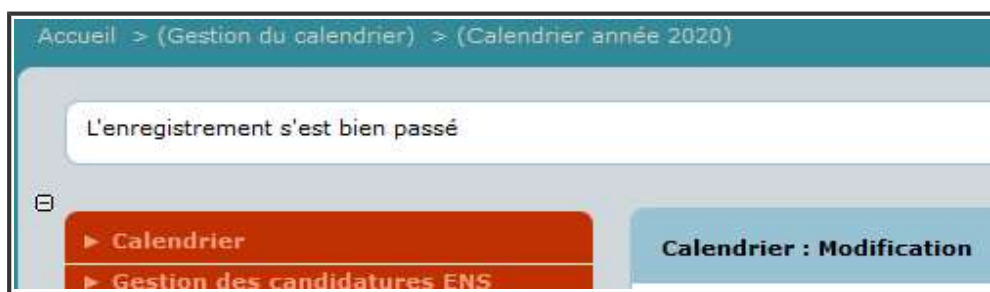 Accueil > (Gestion du calendrier) > (Calendrier année 2020)
L'enregistrement s'est bien passé
► Calendrier
Calendrier : Modification
► Gestion des candidatures ENS